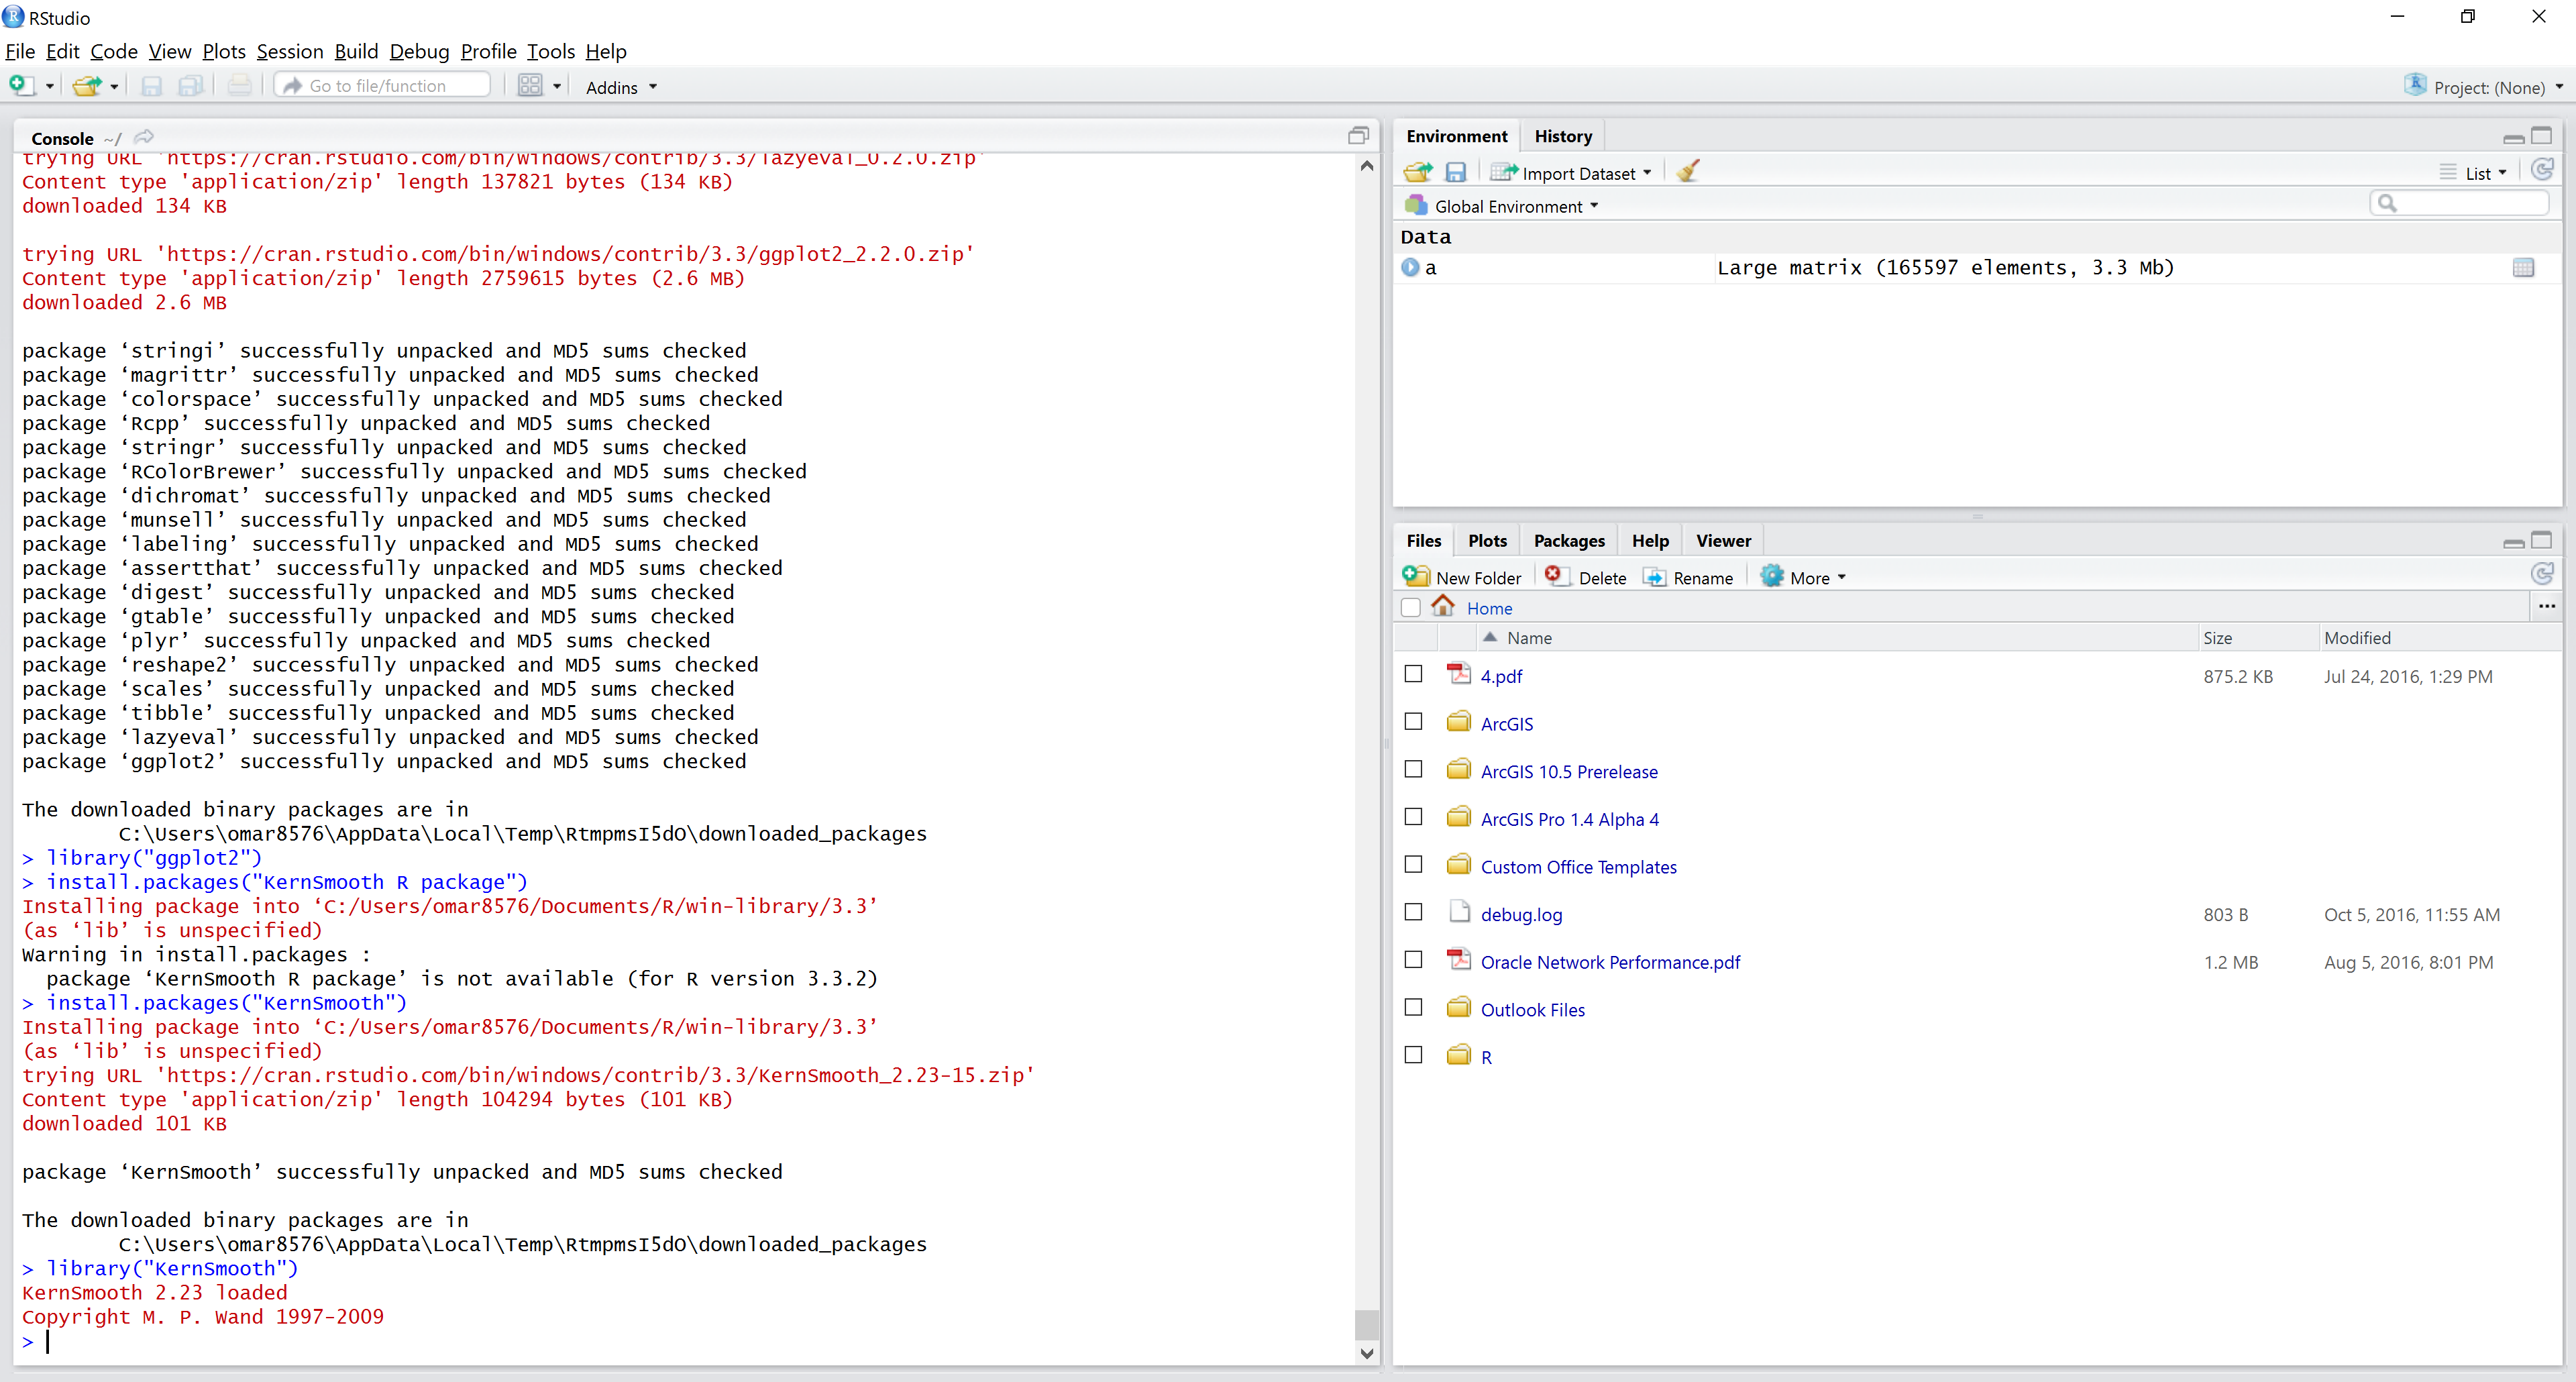 RStudio
File Edit Code View Plots Session Build Debug Profile Tools Help
Go to file/function Addins Project: (None)
Console ~/
trying URL 'https://cran.rstudio.com/bin/windows/contrib/3.3/lazyeval_0.2.0.zip'
Content type 'application/zip' length 137821 bytes (134 KB)
downloaded 134 KB
trying URL 'https://cran.rstudio.com/bin/windows/contrib/3.3/ggplot2_2.2.0.zip'
Content type 'application/zip' length 2759615 bytes (2.6 MB)
downloaded 2.6 MB
package ‘stringi’ successfully unpacked and MD5 sums checked
package ‘magrittr’ successfully unpacked and MD5 sums checked
package ‘colorspace’ successfully unpacked and MD5 sums checked
package ‘Rcpp’ successfully unpacked and MD5 sums checked
package ‘stringr’ successfully unpacked and MD5 sums checked
package ‘RColorBrewer’ successfully unpacked and MD5 sums checked
package ‘dichromat’ successfully unpacked and MD5 sums checked
package ‘munsell’ successfully unpacked and MD5 sums checked
package ‘labeling’ successfully unpacked and MD5 sums checked
package ‘assertthat’ successfully unpacked and MD5 sums checked
package ‘digest’ successfully unpacked and MD5 sums checked
package ‘gtable’ successfully unpacked and MD5 sums checked
package ‘plyr’ successfully unpacked and MD5 sums checked
package ‘reshape2’ successfully unpacked and MD5 sums checked
package ‘scales’ successfully unpacked and MD5 sums checked
package ‘tibble’ successfully unpacked and MD5 sums checked
package ‘lazyeval’ successfully unpacked and MD5 sums checked
package ‘ggplot2’ successfully unpacked and MD5 sums checked
The downloaded binary packages are in
C:\Users\omar8576\AppData\Local\Temp\RtmpmsI5dO\downloaded_packages
> library("ggplot2")
> install.packages("KernSmooth R package")
Installing package into ‘C:/Users/omar8576/Documents/R/win-library/3.3’
(as ‘lib’ is unspecified)
Warning in install.packages :
package ‘KernSmooth R package’ is not available (for R version 3.3.2)
> install.packages("KernSmooth")
Installing package into ‘C:/Users/omar8576/Documents/R/win-library/3.3’
(as ‘lib’ is unspecified)
trying URL 'https://cran.rstudio.com/bin/windows/contrib/3.3/KernSmooth_2.23-15.zip'
Content type 'application/zip' length 104294 bytes (101 KB)
downloaded 101 KB
package ‘KernSmooth’ successfully unpacked and MD5 sums checked
The downloaded binary packages are in
C:\Users\omar8576\AppData\Local\Temp\RtmpmsI5dO\downloaded_packages
> library("KernSmooth")
KernSmooth 2.23 loaded
Copyright M. P. Wand 1997-2009
>
Environment History
Import Dataset List
Global Environment
Data
a Large matrix (165597 elements, 3.3 Mb)
Files Plots Packages Help Viewer
New Folder Delete Rename More
Home ...
Name Size Modified
4.pdf 875.2 KB Jul 24, 2016, 1:29 PM
ArcGIS
ArcGIS 10.5 Prerelease
ArcGIS Pro 1.4 Alpha 4
Custom Office Templates
debug.log 803 B Oct 5, 2016, 11:55 AM
Oracle Network Performance.pdf 1.2 MB Aug 5, 2016, 8:01 PM
Outlook Files
R